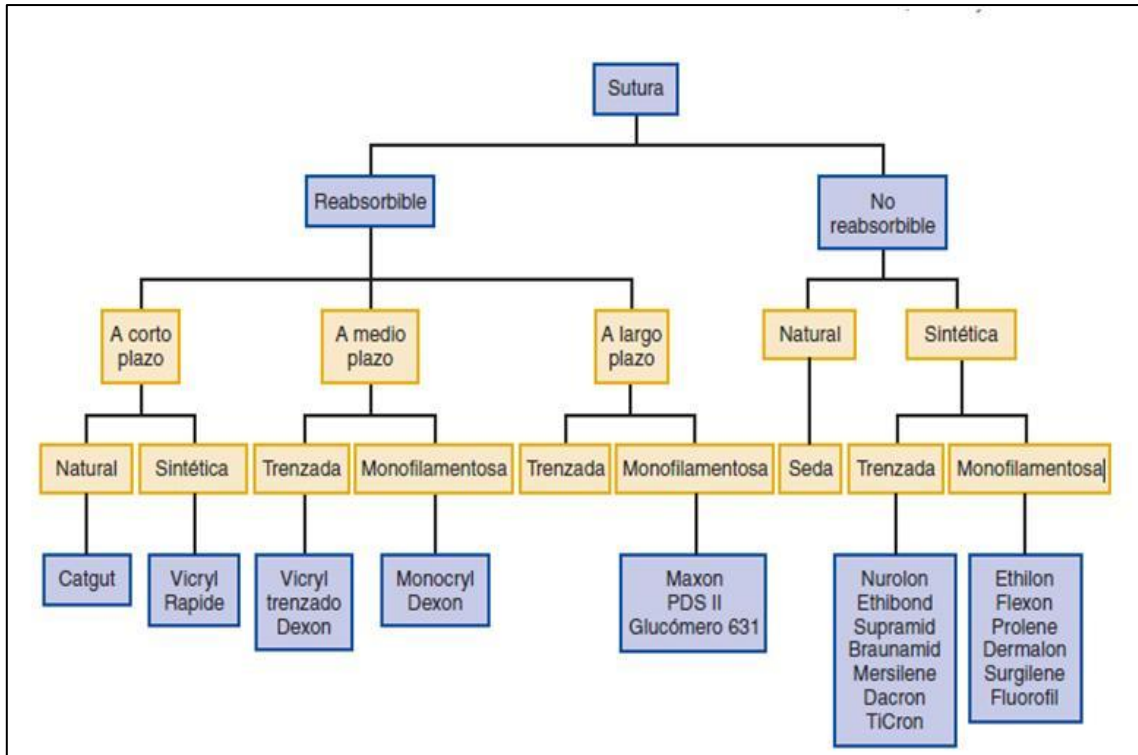 Sutura
Reabsorbible
No
reabsorbible
A corto
plazo
A medio
plazo
A largo
plazo
Natural
Sintética
Natural
Sintética
Trenzada
Monofilamentosa
Trenzada
Monofilamentosa
Seda
Trenzada
Monofilamentosa
Catgut
Vicryl
Rapide
Vicryl
trenzado
Dexon
Monocryl
Dexon
Maxon
PDS II
Glucómero 631
Nurolon
Ethibond
Supramid
Braunamid
Mersilene
Dacron
TiCron
Ethilon
Flexon
Prolene
Dermalon
Surgilene
Fluorofil